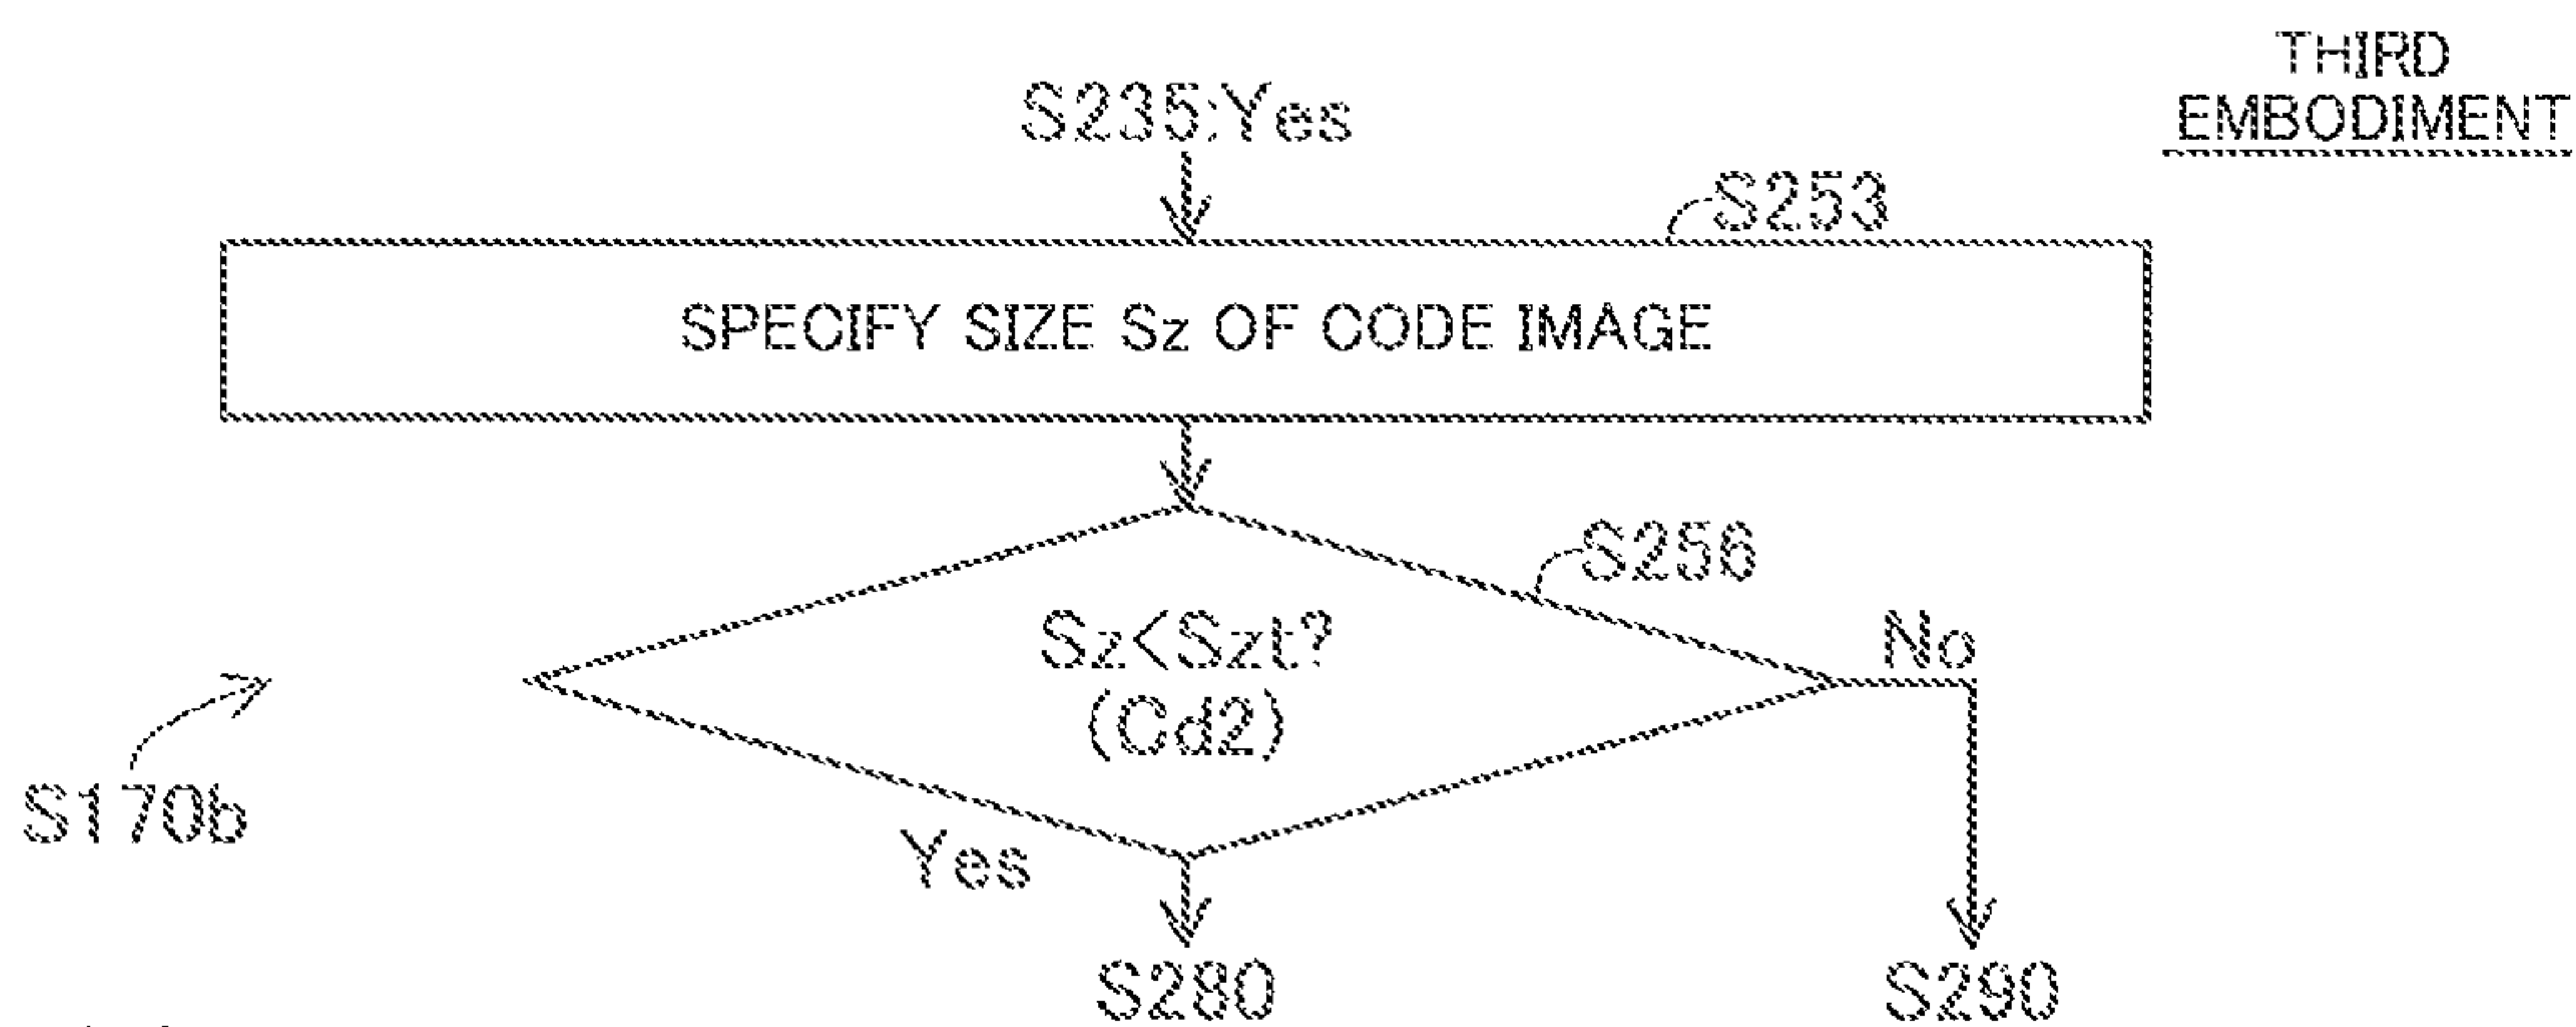 THIRD
EMBODIMENT
S235:Yes
S253
SPECIFY SIZE Sz OF CODE IMAGE
S256
Sz<Szt?
(Cd2)
No
S170b
Yes
S280
S290